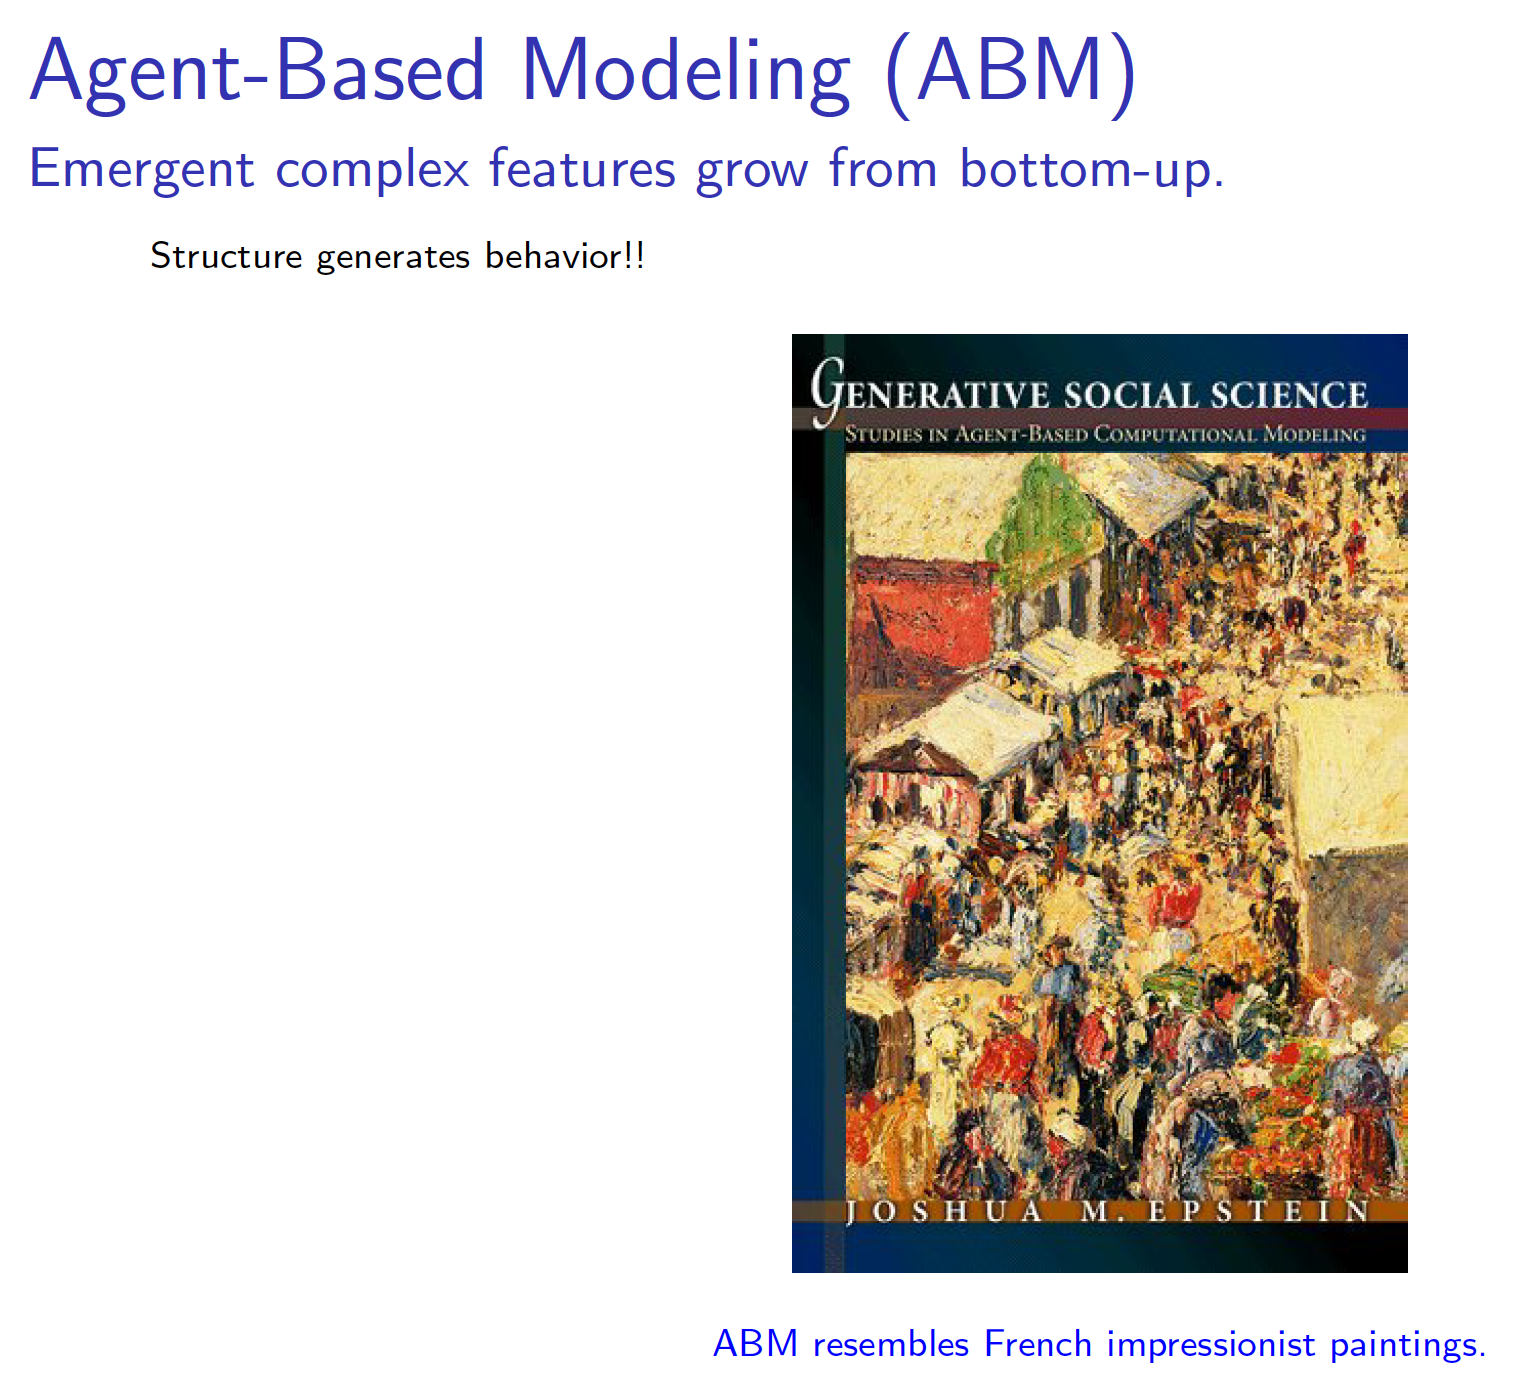 Agent-Based Modeling (ABM)
Emergent complex features grow from bottom-up.
Structure generates behavior!!
GENERATIVE SOCIAL SCIENCE
STUDIES IN AGENT-BASED COMPUTATIONAL MODELING
JOSHUA M. EPSTEIN
ABM resembles French impressionist paintings.